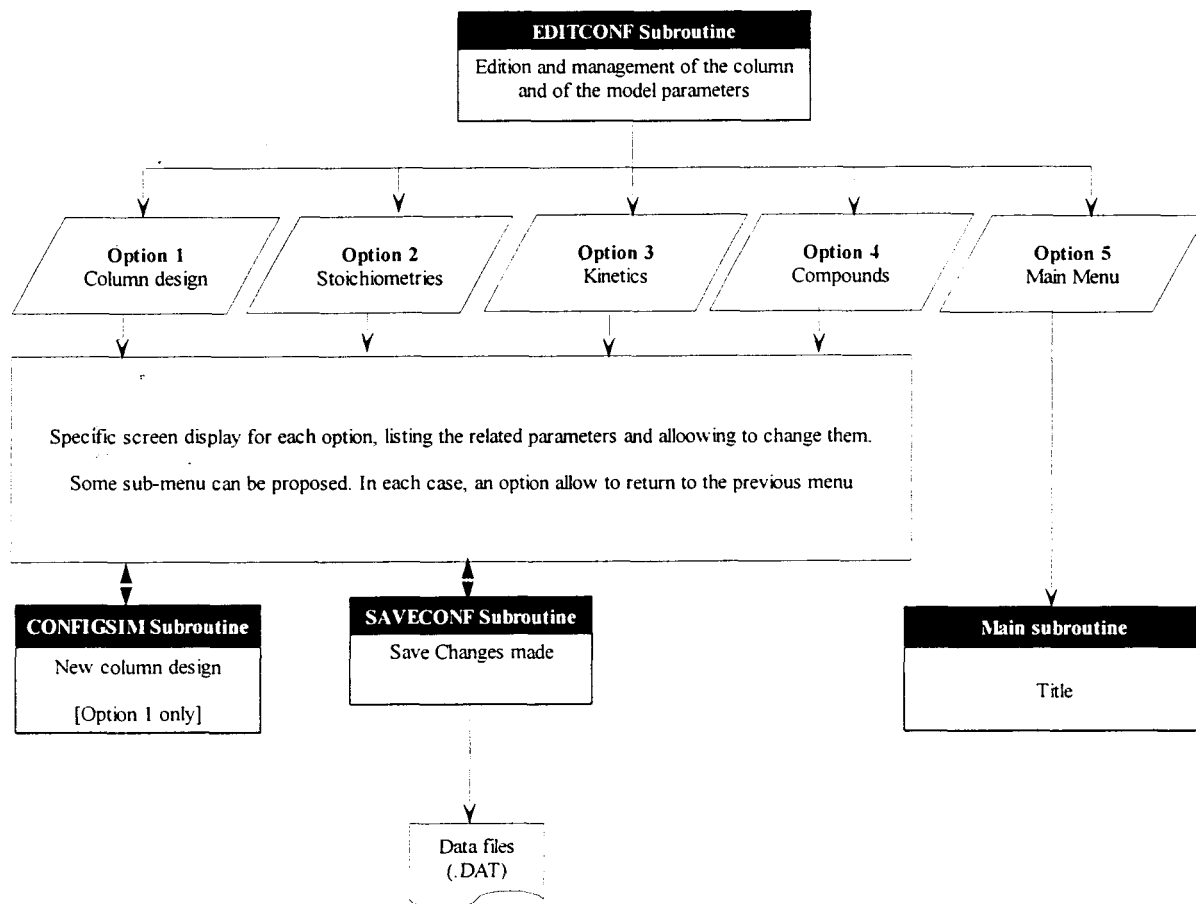 EDITCONF Subroutine
Edition and management of the column
and of the model parameters
Option 1
Column design
Option 2
Stoichiometries
Option 3
Kinetics
Option 4
Compounds
Option 5
Main Menu
Specific screen display for each option, listing the related parameters and alloowing to change them.
Some sub-menu can be proposed. In each case, an option allow to return to the previous menu
CONFIGSIM Subroutine
New column design
[Option 1 only]
SAVECONF Subroutine
Save Changes made
Main subroutine
Title
Data files
(.DAT)